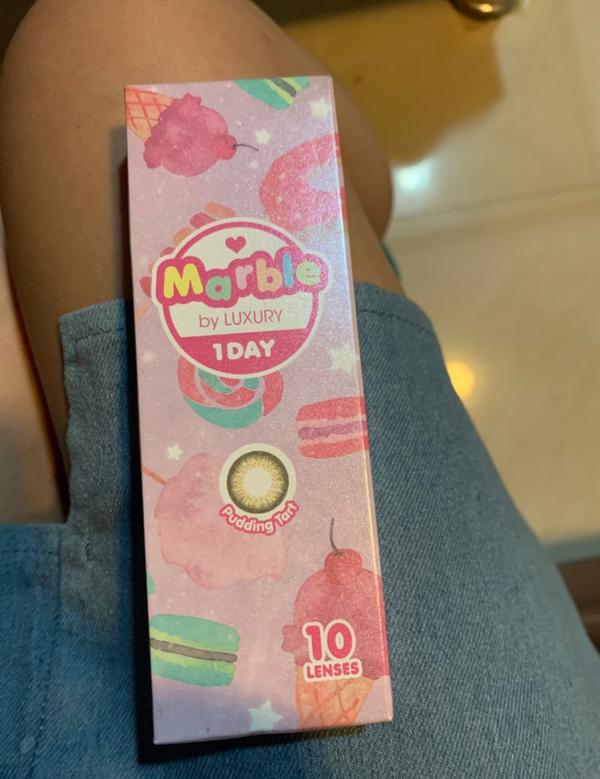 Marble
by LUXURY
1DAY
Pudding Tart
10
LENSES